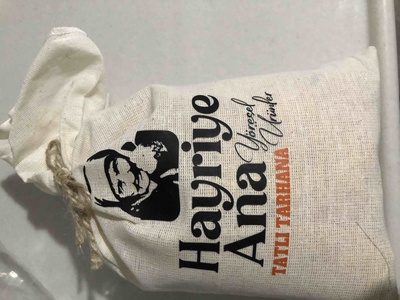 Hayriye
Ana
Yöresel
Ürünler
TATLI TARHANA